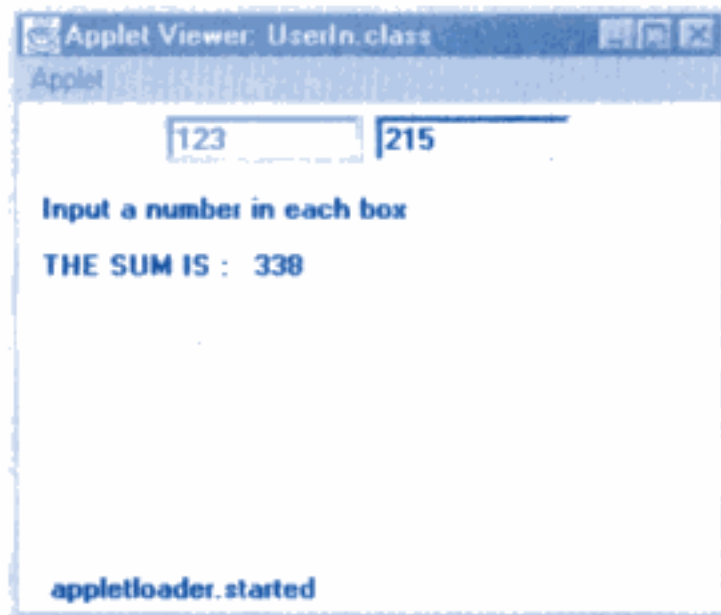 Applet Viewer: UserIn.class
Applet
123 215
Input a number in each box
THE SUM IS : 338
appletloader.started